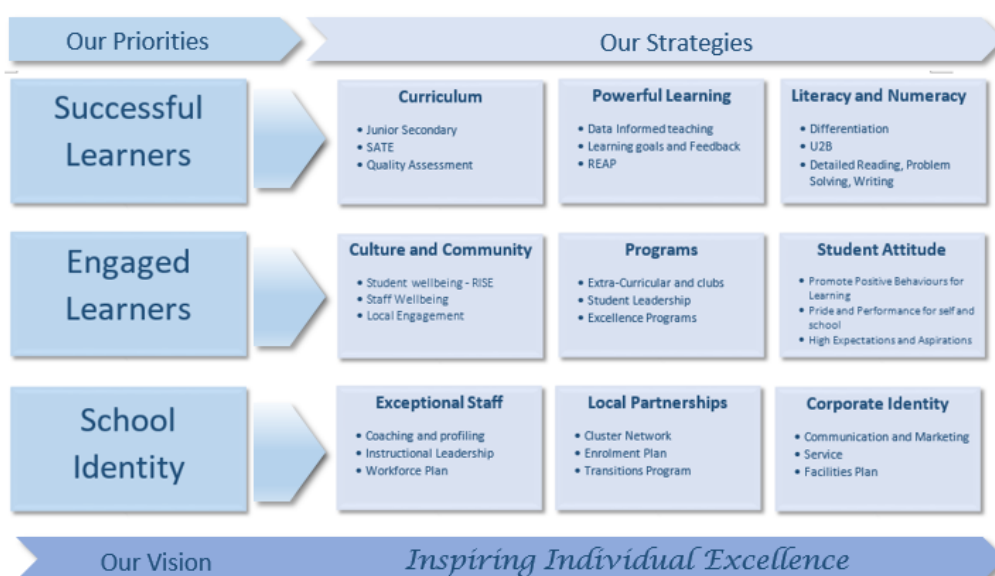 Our Priorities
Our Strategies
Successful
Learners
Curriculum
• Junior Secondary
• SATE
• Quality Assessment
Powerful Learning
• Data Informed teaching
• Learning goals and Feedback
• REAP
Literacy and Numeracy
• Differentiation
• U2B
• Detailed Reading, Problem
Solving, Writing
Engaged
Learners
Culture and Community
• Student wellbeing - RISE
• Staff Wellbeing
• Local Engagement
Programs
• Extra-Curricular and clubs
• Student Leadership
• Excellence Programs
Student Attitude
• Promote Positive Behaviours for
Learning
• Pride and Performance for self and
school
• High Expectations and Aspirations
School
Identity
Exceptional Staff
• Coaching and profiling
• Instructional Leadership
• Workforce Plan
Local Partnerships
• Cluster Network
• Enrolment Plan
• Transitions Program
Corporate Identity
• Communication and Marketing
• Service
• Facilities Plan
Our Vision
Inspiring Individual Excellence